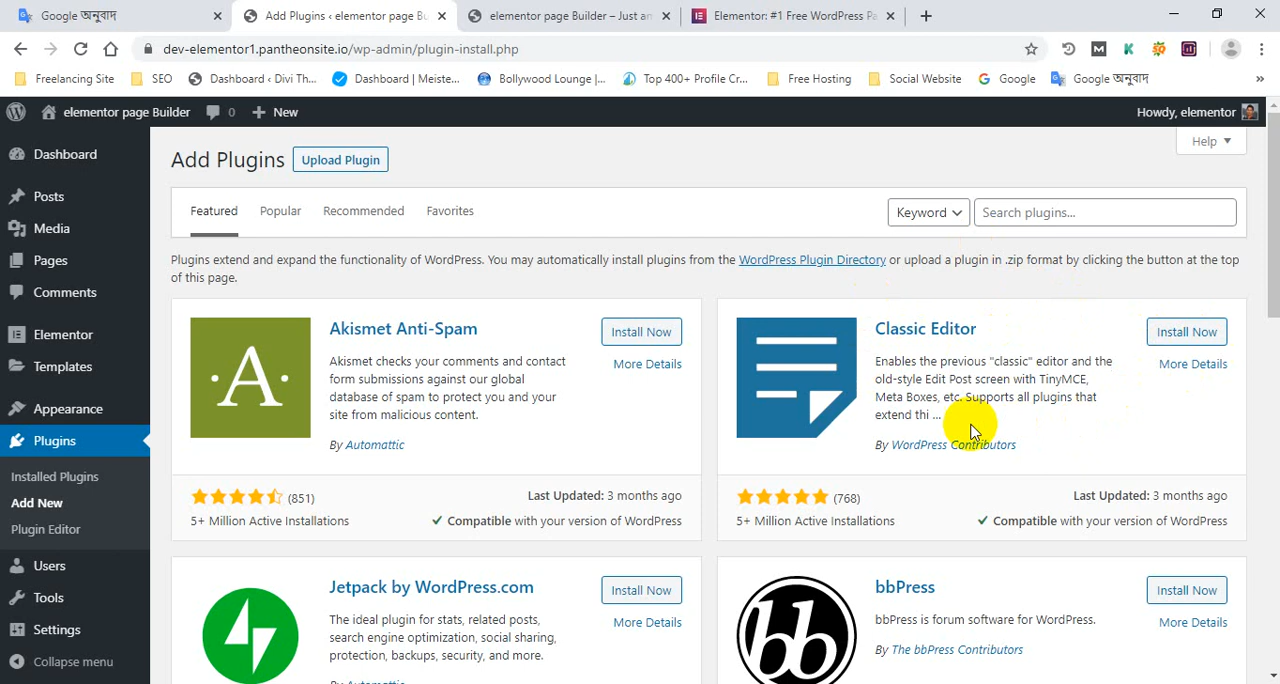 Google অনুবাদ
Add Plugins ‹ elementor page B
elementor page Builder – Just an
Elementor: #1 Free WordPress Pa
dev-elementor1.pantheonsite.io/wp-admin/plugin-install.php
Freelancing Site
SEO
Dashboard ‹ Divi Th...
Dashboard | Meiste...
Bollywood Lounge |...
Top 400+ Profile Cr...
Free Hosting
Social Website
Google
Google অনুবাদ
»
elementor page Builder
0
New
Howdy, elementor
Dashboard
Posts
Media
Pages
Comments
Elementor
Templates
Appearance
Plugins
Installed Plugins
Add New
Plugin Editor
Users
Tools
Settings
Collapse menu
Help
Add Plugins
Upload Plugin
Featured
Popular
Recommended
Favorites
Keyword
Search plugins...
Plugins extend and expand the functionality of WordPress. You may automatically install plugins from the WordPress Plugin Directory or upload a plugin in .zip format by clicking the button at the top
of this page.
A
Akismet Anti-Spam
Install Now
More Details
Akismet checks your comments and contact
form submissions against our global
database of spam to protect you and your
site from malicious content.
By Automattic
(851)
Last Updated: 3 months ago
5+ Million Active Installations
Compatible with your version of WordPress
Classic Editor
Install Now
More Details
Enables the previous "classic" editor and the
old-style Edit Post screen with TinyMCE,
Meta Boxes, etc. Supports all plugins that
extend thi ...
By WordPress Contributors
(768)
Last Updated: 3 months ago
5+ Million Active Installations
Compatible with your version of WordPress
Jetpack by WordPress.com
Install Now
More Details
The ideal plugin for stats, related posts,
search engine optimization, social sharing,
protection, backups, security, and more.
By Automattic
bb
bbPress
Install Now
More Details
bbPress is forum software for WordPress.
By The bbPress Contributors